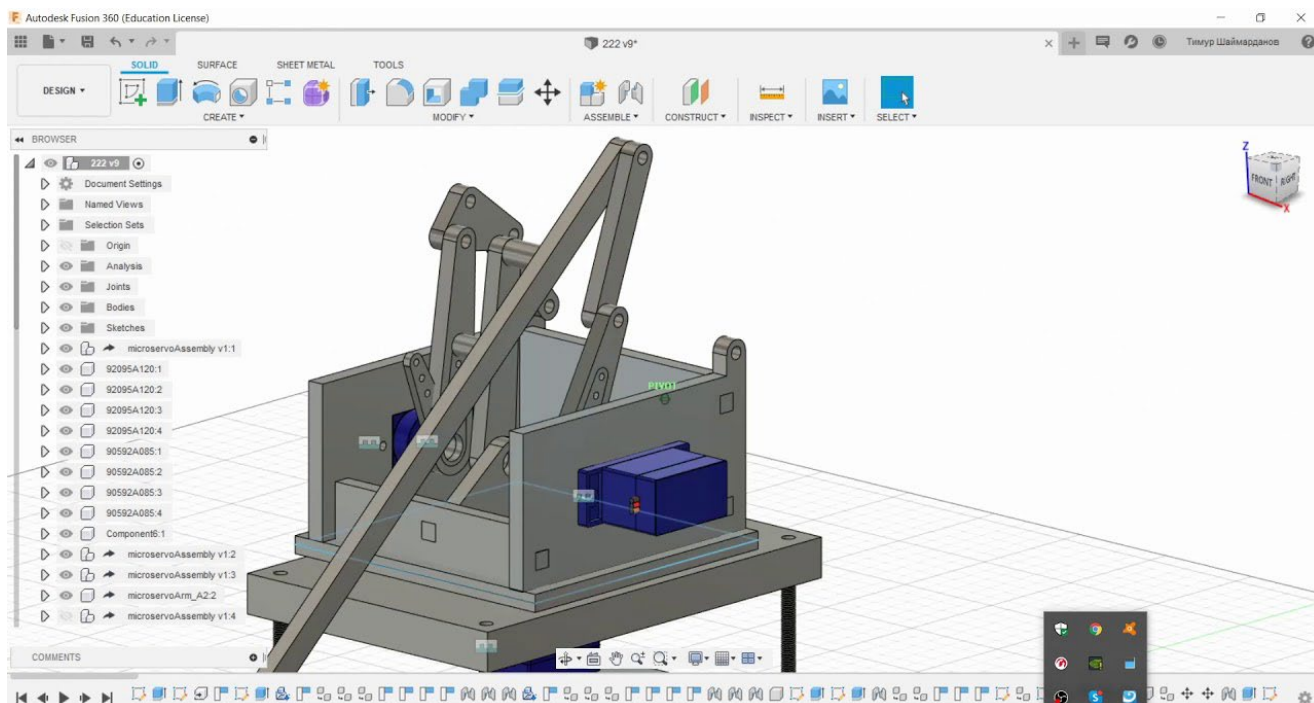 Autodesk Fusion 360 (Education License)
222 v9*
Тимур Шаймарданов
SOLID SURFACE SHEET METAL TOOLS
DESIGN
CREATE MODIFY ASSEMBLE CONSTRUCT INSPECT INSERT SELECT
BROWSER
222 v9
Document Settings
Named Views
Selection Sets
Origin
Analysis
Joints
Bodies
Sketches
microservoAssembly v1:1
92095A120:1
92095A120:2
92095A120:3
92095A120:4
90592A085:1
90592A085:2
90592A085:3
90592A085:4
Component6:1
microservoAssembly v1:2
microservoAssembly v1:3
microservoArm_A2:2
microservoAssembly v1:4
COMMENTS
Z
FRONT RIGHT
X
PIVOT